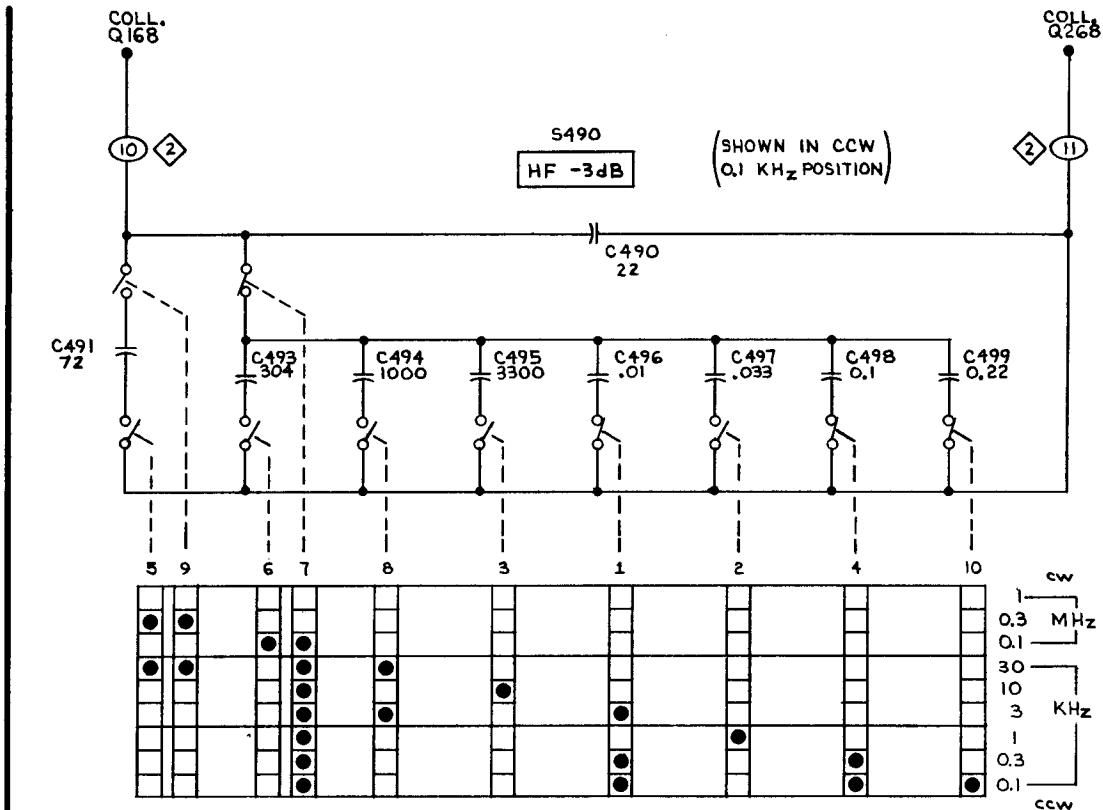 COLL.
Q168
COLL.
Q268
10
2
S490
HF -3dB
(SHOWN IN CCW
0.1 KHz POSITION)
2
11
C490
22
C491
72
C493
304
C494
1000
C495
3300
C496
.01
C497
.033
C498
0.1
C499
0.22
5 9 6 7 8 3 1 2 4 10
CW
1
0.3 MHz
0.1
30
10
3 KHz
1
0.3
0.1
CCW